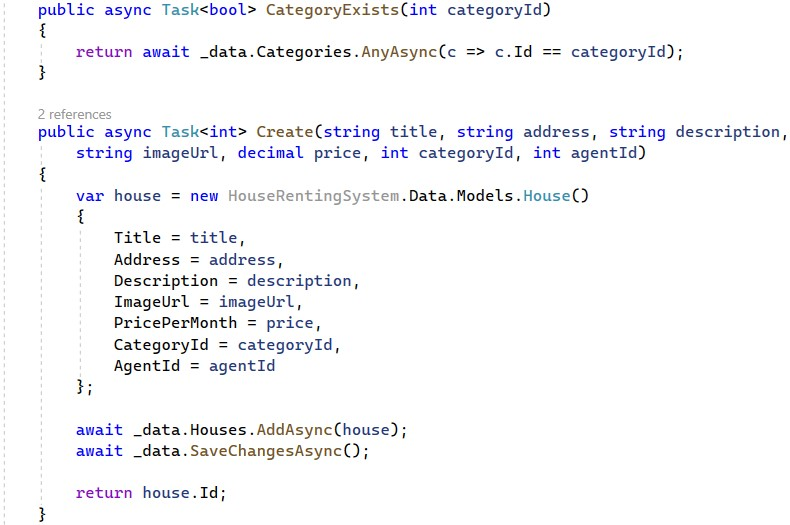 public async Task<bool> CategoryExists(int categoryId)
{
    return await _data.Categories.AnyAsync(c => c.Id == categoryId);
}

2 references
public async Task<int> Create(string title, string address, string description,
    string imageUrl, decimal price, int categoryId, int agentId)
{
    var house = new HouseRentingSystem.Data.Models.House()
    {
        Title = title,
        Address = address,
        Description = description,
        ImageUrl = imageUrl,
        PricePerMonth = price,
        CategoryId = categoryId,
        AgentId = agentId
    };

    await _data.Houses.AddAsync(house);
    await _data.SaveChangesAsync();

    return house.Id;
}